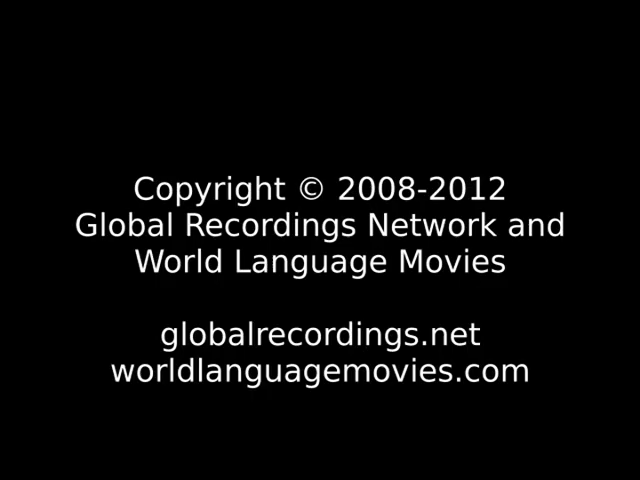 Copyright © 2008-2012
Global Recordings Network and
World Language Movies
globalrecordings.net
worldlanguagemovies.com